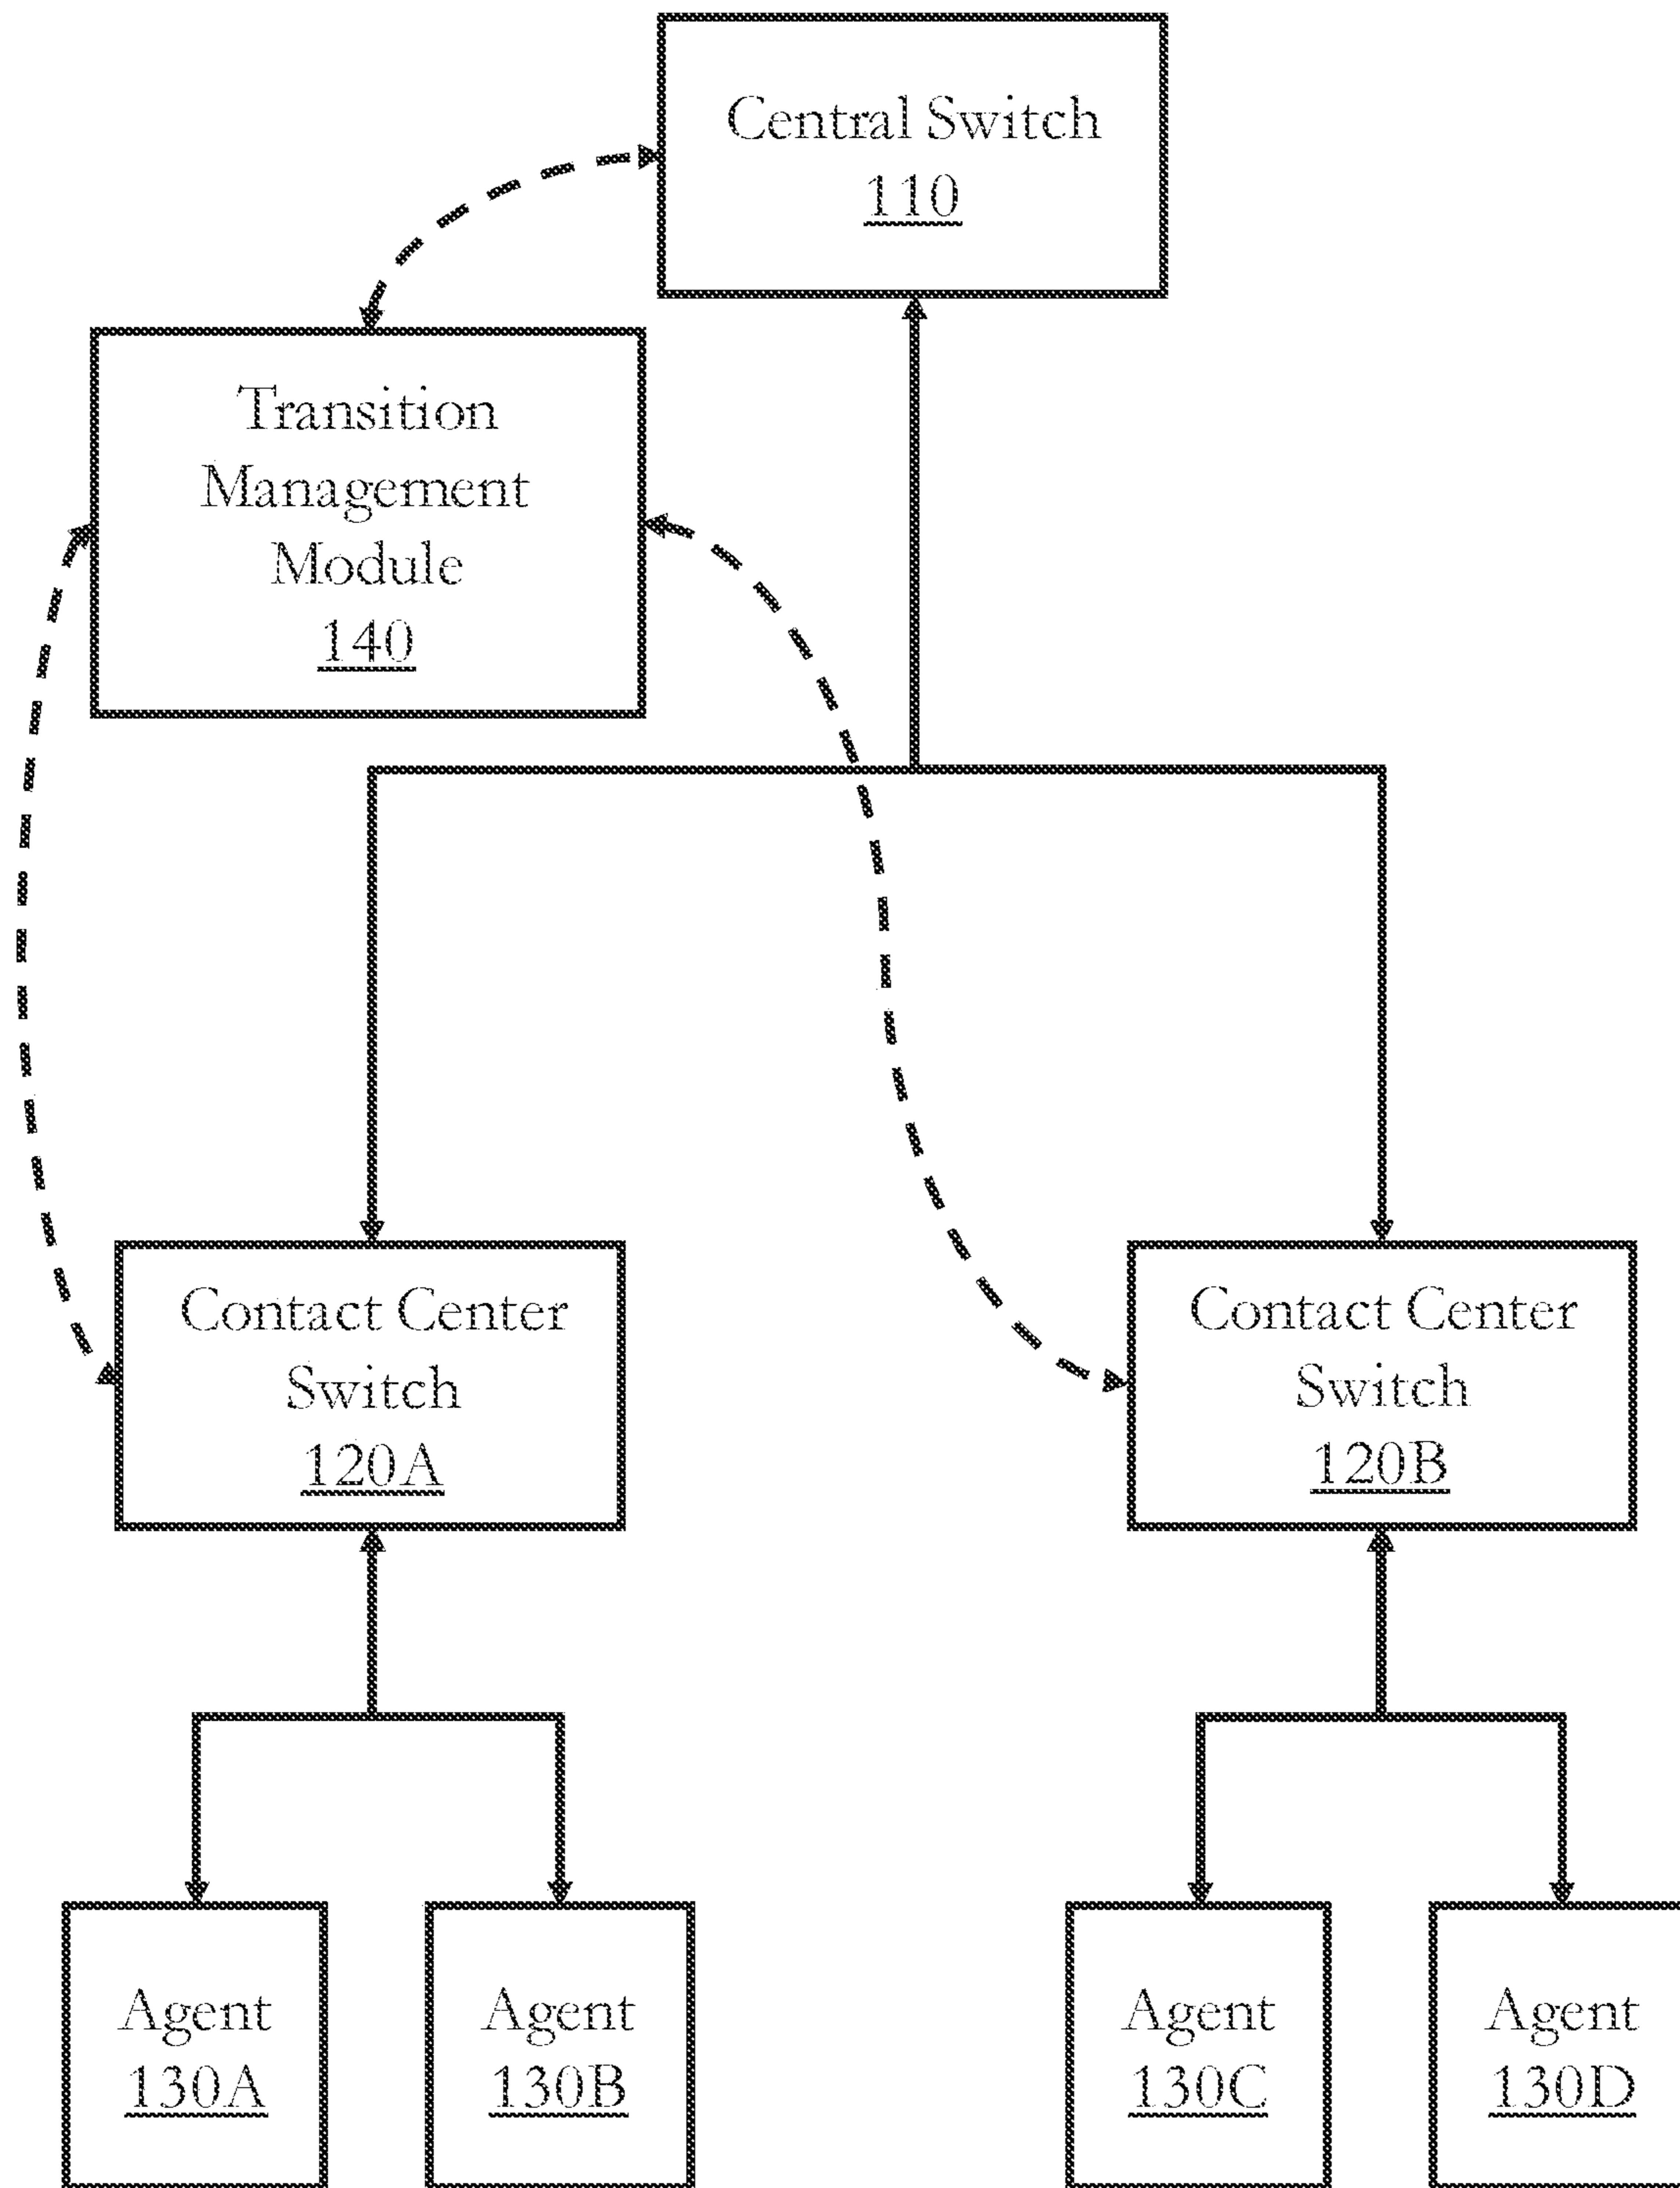 Central Switch
110
Transition
Management
Module
140
Contact Center
Switch
120A
Contact Center
Switch
120B
Agent
130A
Agent
130B
Agent
130C
Agent
130D